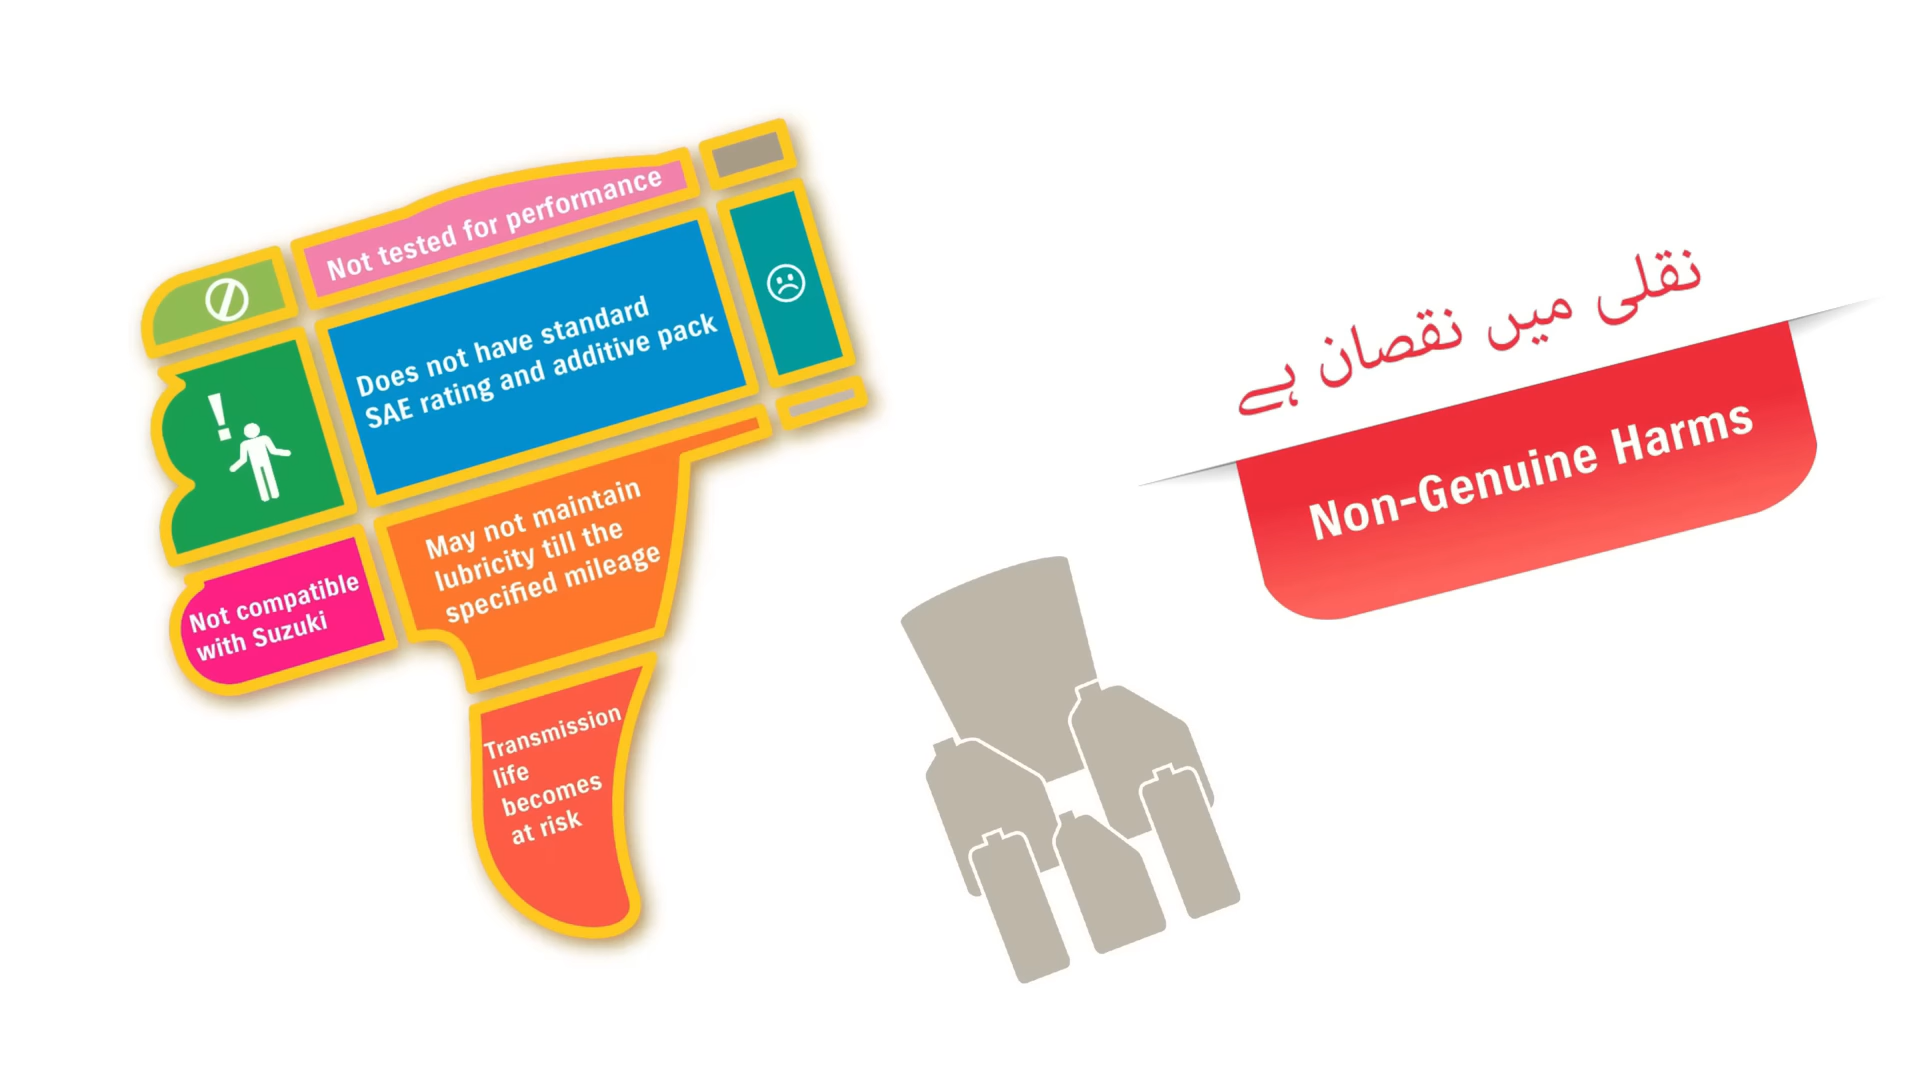 Not tested for performance
Does not have standard
SAE rating and additive pack
May not maintain
lubricity till the
specified mileage
Not compatible
with Suzuki
Transmission
life
becomes
at risk
نقلی میں نقصان ہے
Non-Genuine Harms